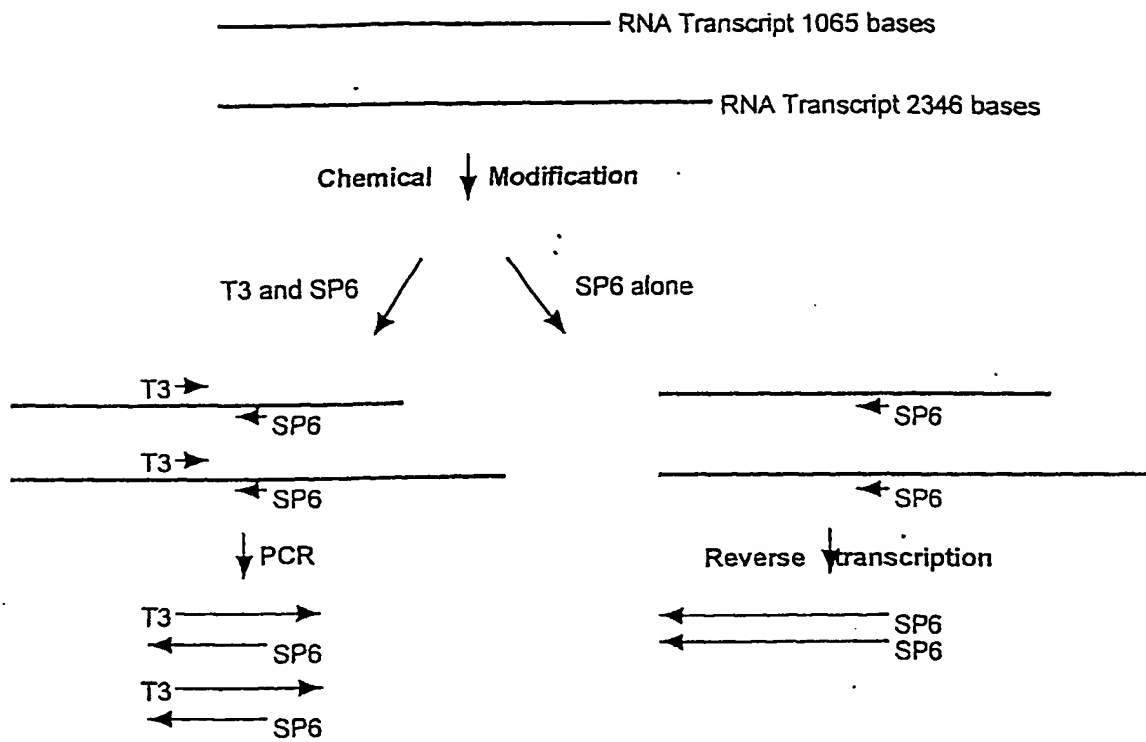 RNA Transcript 1065 bases
RNA Transcript 2346 bases
Chemical Modification
T3 and SP6
SP6 alone
T3
SP6
SP6
T3
SP6
SP6
PCR
Reverse transcription
T3
SP6
SP6
SP6
T3
SP6